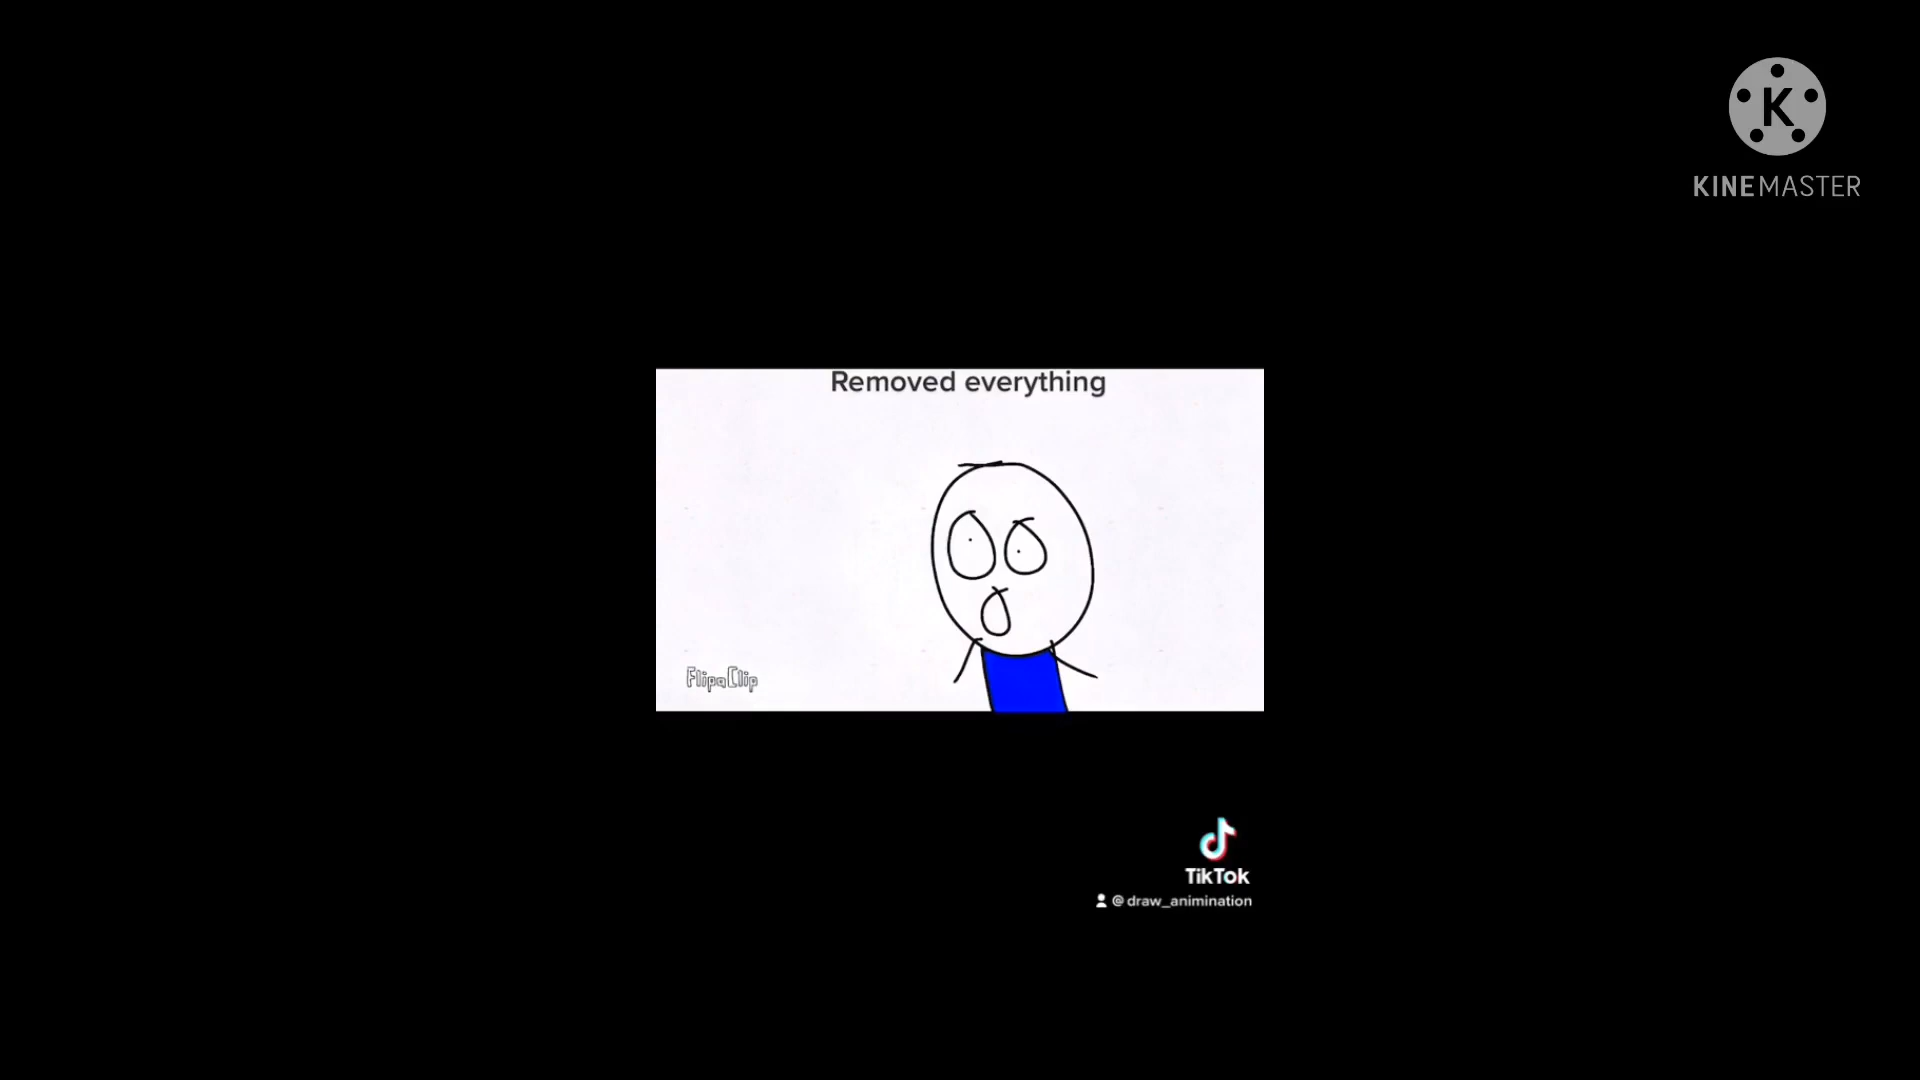 K
KINEMASTER
Removed everything
FlipaClip
TikTok
@draw_animination